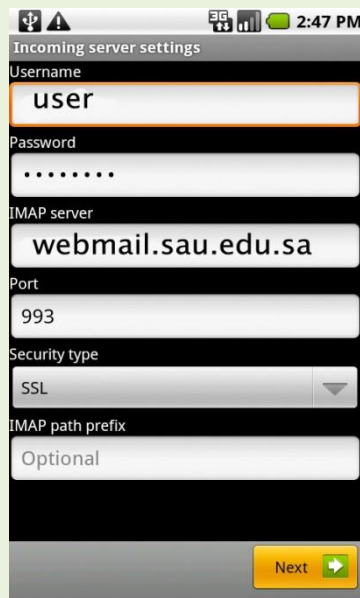 3G 2:47 PM
Incoming server settings
Username
user
Password
••••••••
IMAP server
webmail.sau.edu.sa
Port
993
Security type
SSL
IMAP path prefix
Optional
Next